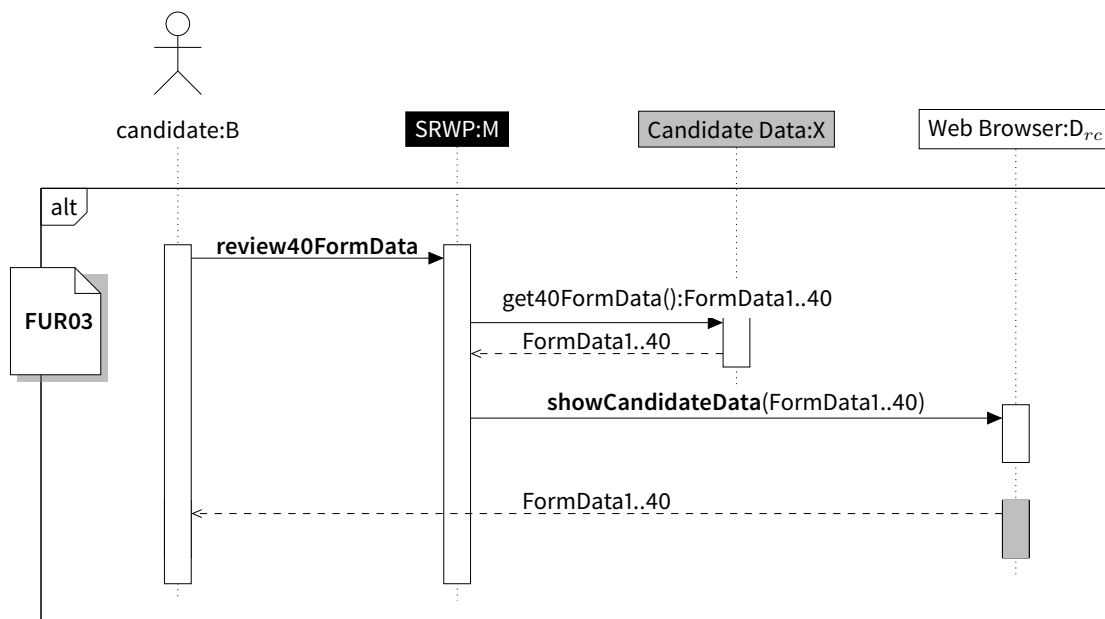 candidate:B
SRWP:M
Candidate Data:X
Web Browser:D_rc
alt
review40FormData
FUR03
get40FormData():FormData1..40
FormData1..40
showCandidateData(FormData1..40)
FormData1..40